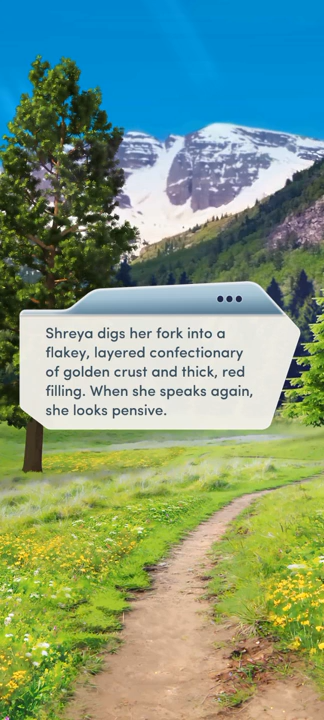 Shreya digs her fork into a
flakey, layered confectionary
of golden crust and thick, red
filling. When she speaks again,
she looks pensive.